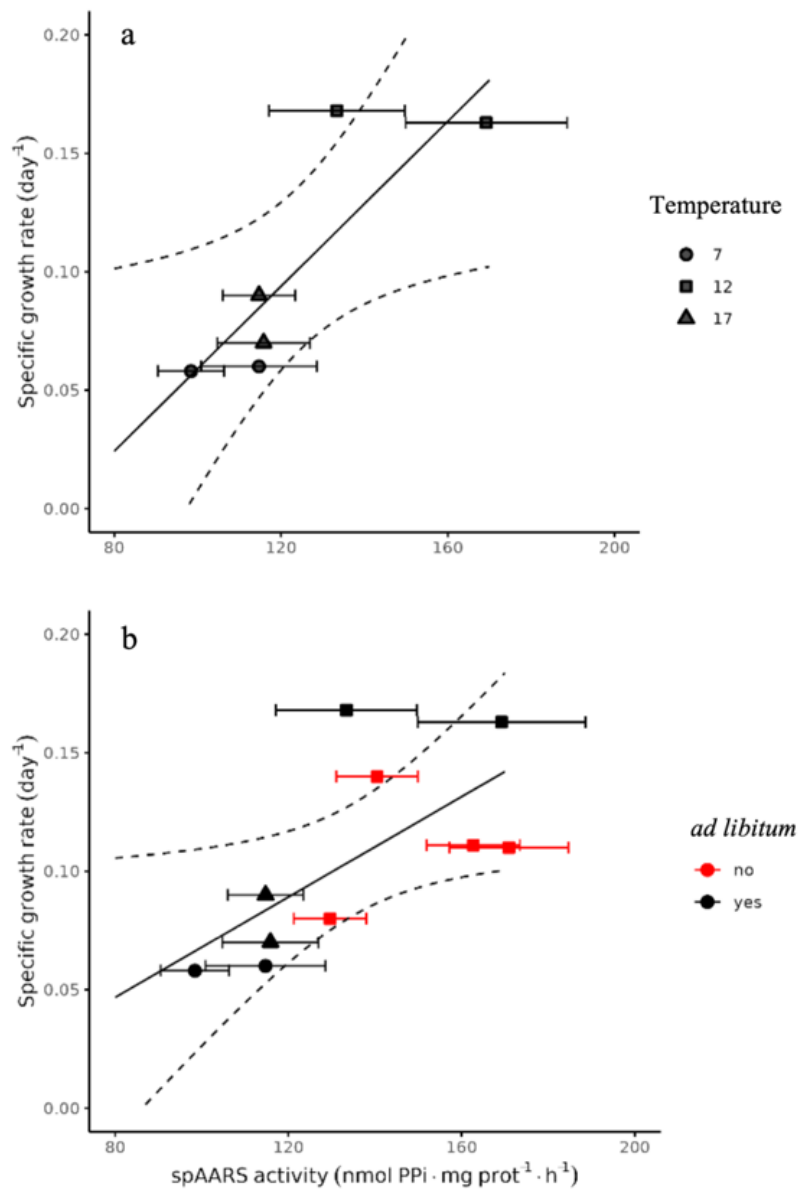 a
0.20
0.15
0.10
0.05
0.00
Specific growth rate (day⁻¹)
80 120 160 200
Temperature
7
12
17
b
0.20
0.15
0.10
0.05
0.00
Specific growth rate (day⁻¹)
80 120 160 200
spAARS activity (nmol PPi · mg prot⁻¹ · h⁻¹)
ad libitum
no
yes